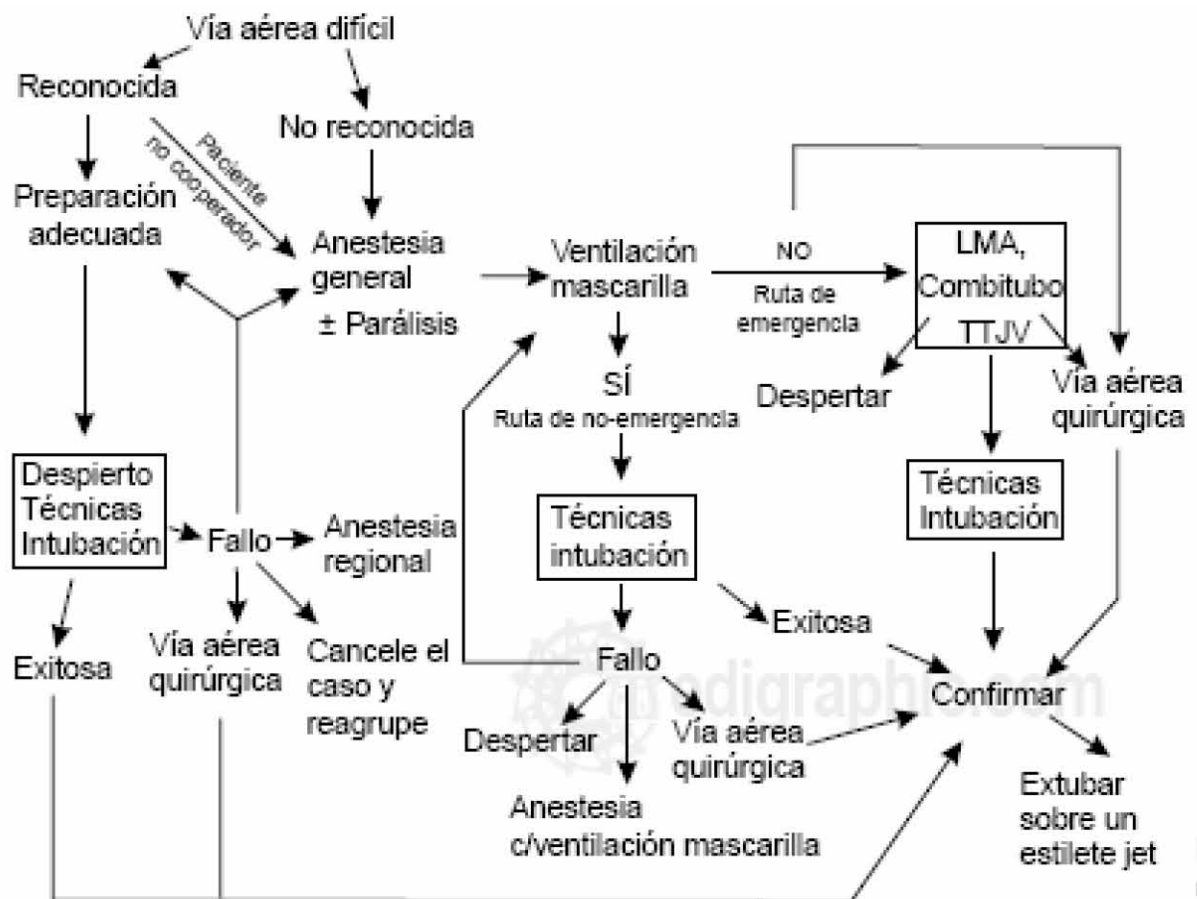 Vía aérea difícil
Reconocida
No reconocida
Paciente
no cooperador
Preparación
adecuada
Anestesia
general
± Parálisis
Ventilación
mascarilla
NO
Ruta de
emergencia
LMA,
Combitubo
TTJV
SÍ
Ruta de no-emergencia
Despertar
Vía aérea
quirúrgica
Despierto
Técnicas
Intubación
Fallo
Anestesia
regional
Técnicas
intubación
Técnicas
Intubación
Exitosa
Vía aérea
quirúrgica
Cancele el
caso y
reagrupe
Exitosa
Fallo
Confirmar
Despertar
Vía aérea
quirúrgica
Anestesia
c/ventilación mascarilla
Extubar
sobre un
estilete jet
edigraphic.com